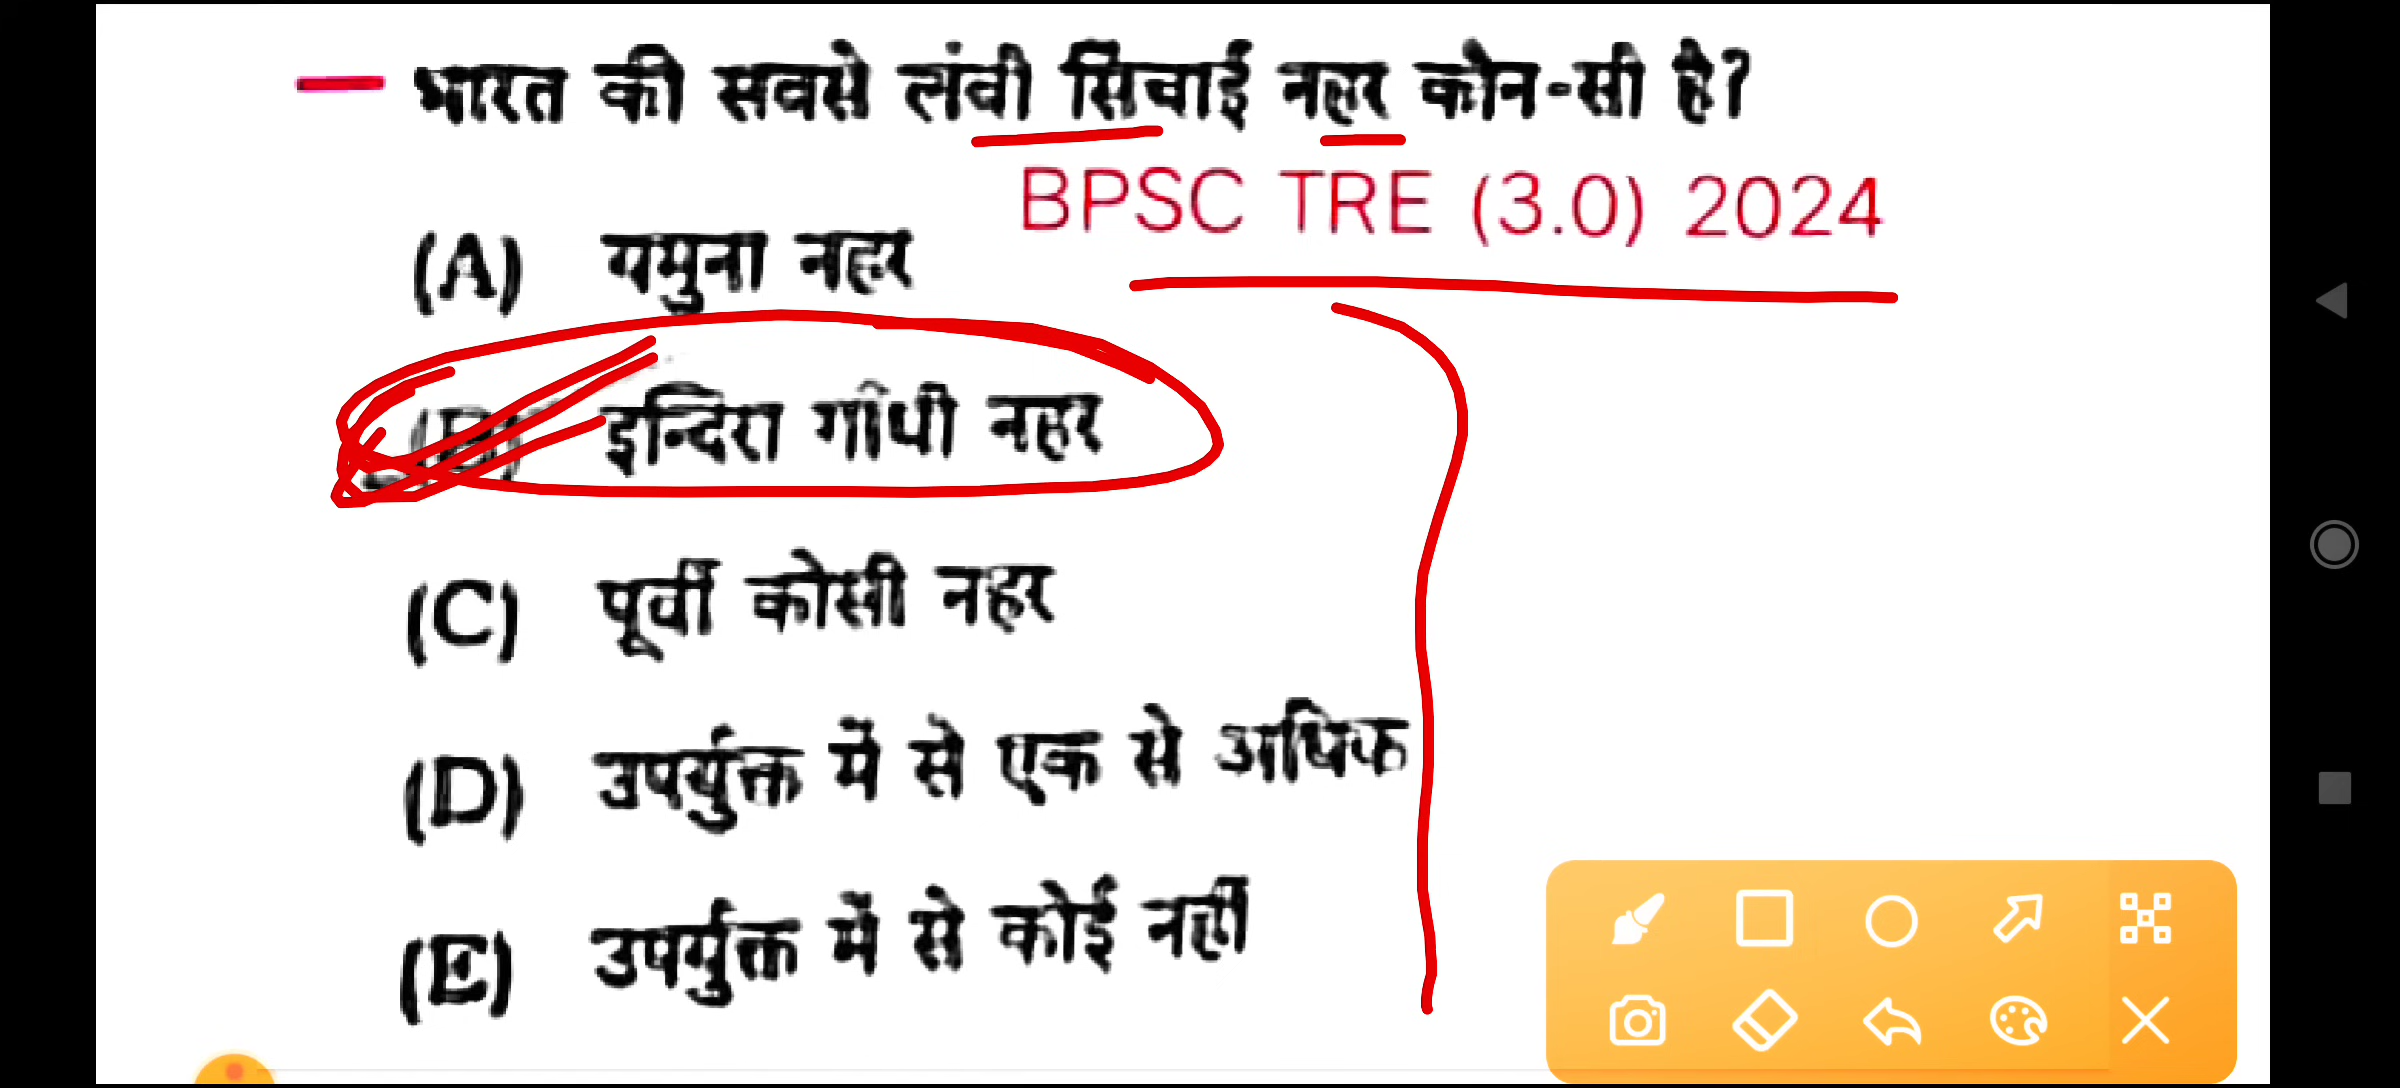 भारत की सबसे लंबी सिंचाई नहर कौन-सी है?
BPSC TRE (3.0) 2024
(A) यमुना नहर
(B) इन्दिरा गाँधी नहर
(C) पूर्वी कोसी नहर
(D) उपर्युक्त में से एक से अधिक
(E) उपर्युक्त में से कोई नहीं